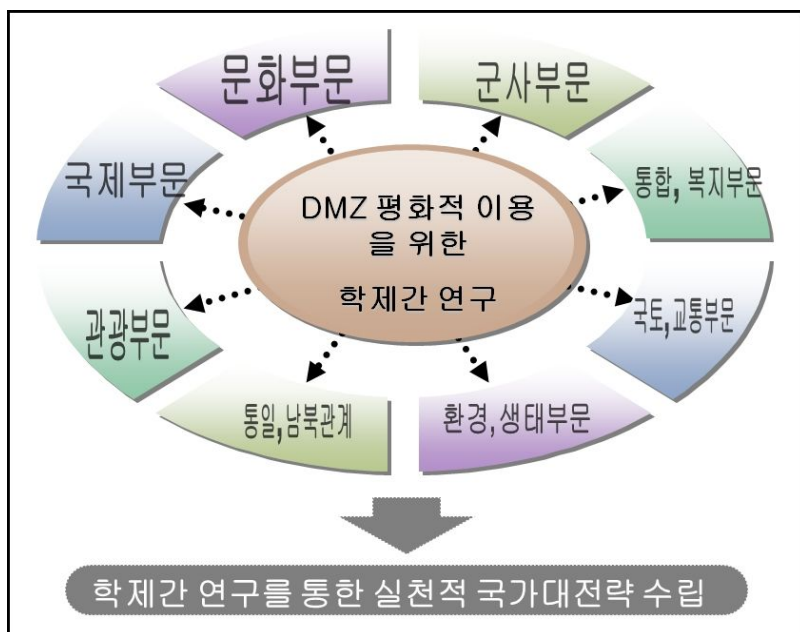 문화부문
군사부문
국제부문
통합, 복지부문
DMZ 평화적 이용
을 위한
학제간 연구
관광부문
국토,교통부문
통일,남북관계
환경,생태부문
학제간 연구를 통한 실천적 국가대전략 수립